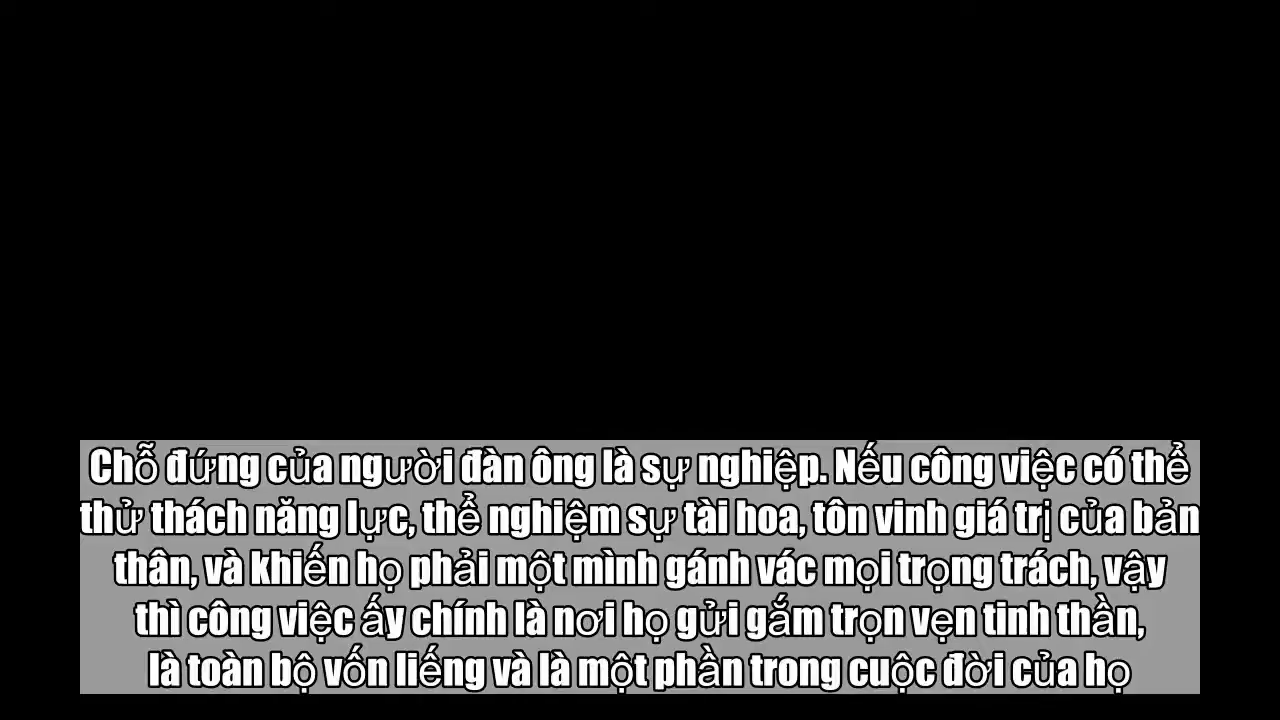 Chỗ đứng của người đàn ông là sự nghiệp. Nếu công việc có thể
thử thách năng lực, thể nghiệm sự tài hoa, tôn vinh giá trị của bản
thân, và khiến họ phải một mình gánh vác mọi trọng trách, vậy
thì công việc ấy chính là nơi họ gửi gắm trọn vẹn tinh thần,
là toàn bộ vốn liếng và là một phần trong cuộc đời của họ